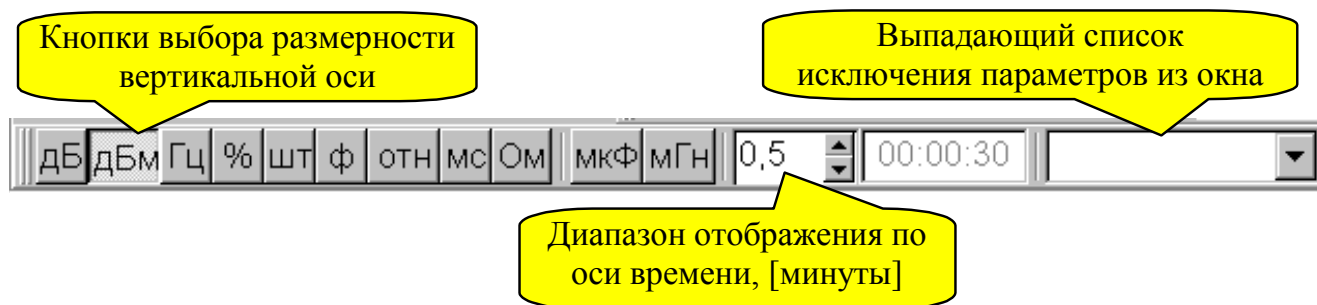 Кнопки выбора размерности
вертикальной оси
Выпадающий список
исключения параметров из окна
дБ дБм Гц % шт ф отн мс Ом мкФ мГн 0,5 00:00:30
Диапазон отображения по
оси времени, [минуты]